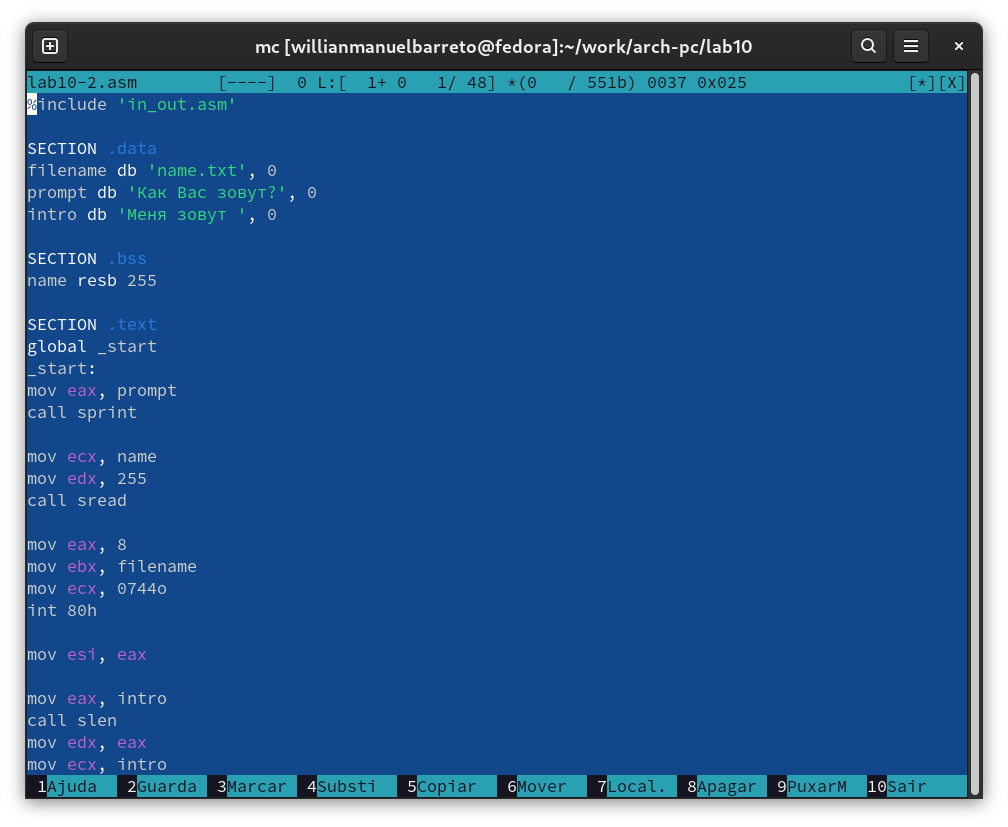 mc [willianmanuelbarreto@fedora]:~/work/arch-pc/lab10
lab10-2.asm        [----]  0 L:[  1+ 0   1/ 48] *(0   / 551b) 0037 0x025                [*][X]
%include 'in_out.asm'
SECTION .data
filename db 'name.txt', 0
prompt db 'Как Вас зовут?', 0
intro db 'Меня зовут ', 0
SECTION .bss
name resb 255
SECTION .text
global _start
_start:
mov eax, prompt
call sprint
mov ecx, name
mov edx, 255
call sread
mov eax, 8
mov ebx, filename
mov ecx, 0744o
int 80h
mov esi, eax
mov eax, intro
call slen
mov edx, eax
mov ecx, intro
1Ajuda 2Guarda 3Marcar 4Substi 5Copiar 6Mover 7Local. 8Apagar 9PuxarM 10Sair